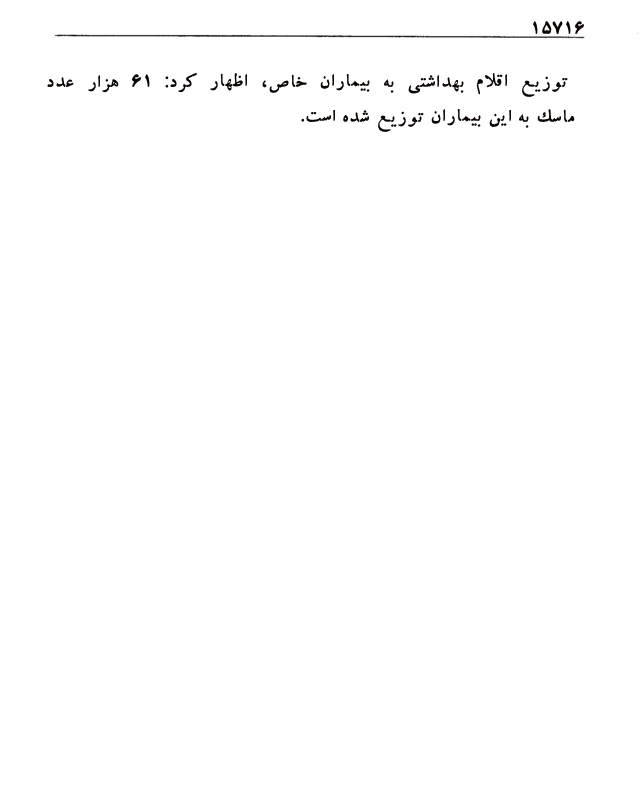 ۱۵۷۱۶
توزیع اقلام بهداشتی به بیماران خاص، اظهار کرد: ۶۱ هزار عدد
ماسك به این بیماران توزیع شده است.